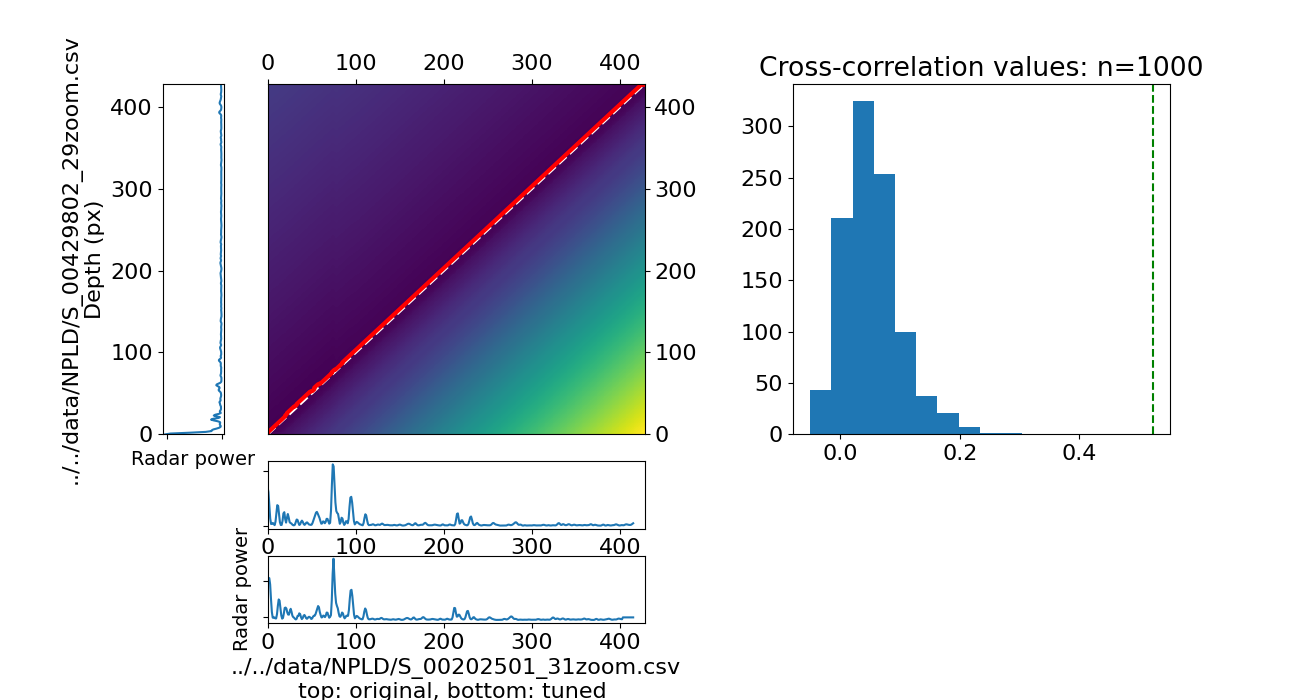 0 100 200 300 400
Cross-correlation values: n=1000
../../data/NPLD/S_00429802_29zoom.csv
Depth (px)
400
300
200
100
0
Radar power
400
300
200
100
0
300
250
200
150
100
50
0
0.0 0.2 0.4
0 100 200 300 400
Radar power
0 100 200 300 400
../../data/NPLD/S_00202501_31zoom.csv
top: original, bottom: tuned